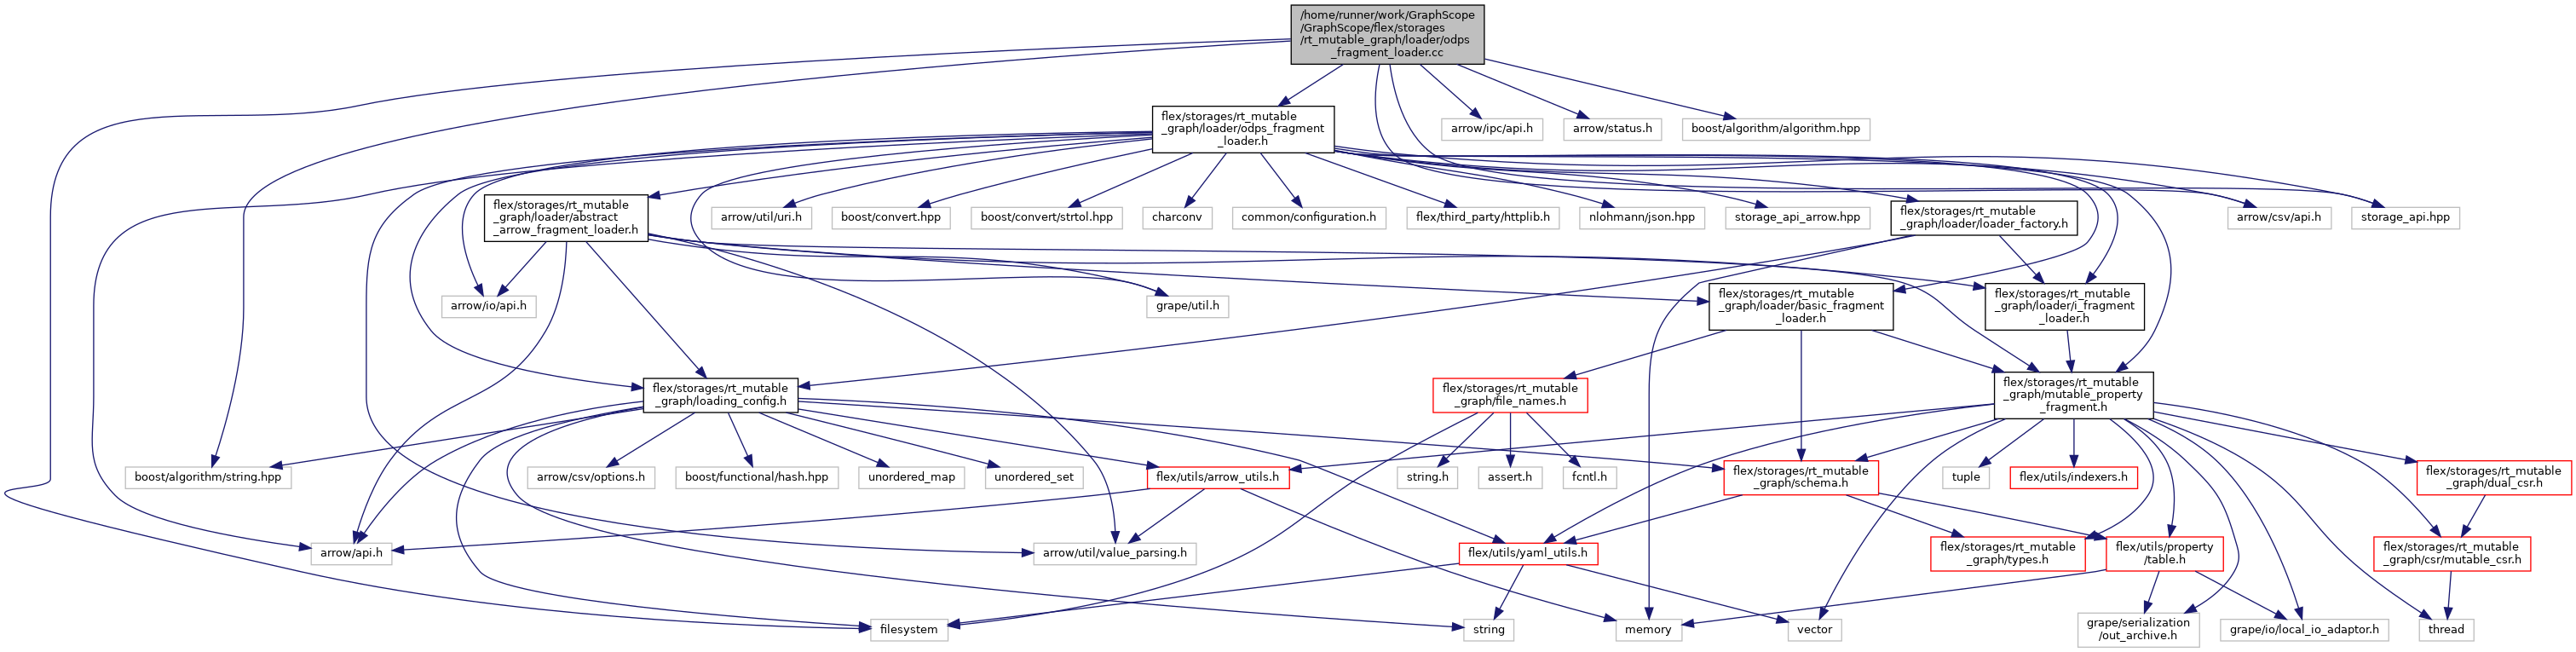 /home/runner/work/GraphScope
/GraphScope/flex/storages
/rt_mutable_graph/loader/odps
_fragment_loader.cc
flex/storages/rt_mutable
_graph/loader/odps_fragment
_loader.h
arrow/ipc/api.h
arrow/status.h
boost/algorithm/algorithm.hpp
flex/storages/rt_mutable
_graph/loader/abstract
_arrow_fragment_loader.h
arrow/util/uri.h
boost/convert.hpp
boost/convert/strtol.hpp
charconv
common/configuration.h
flex/third_party/httplib.h
nlohmann/json.hpp
storage_api_arrow.hpp
flex/storages/rt_mutable
_graph/loader/loader_factory.h
arrow/csv/api.h
storage_api.hpp
arrow/io/api.h
grape/util.h
flex/storages/rt_mutable
_graph/loader/basic_fragment
_loader.h
flex/storages/rt_mutable
_graph/loader/i_fragment
_loader.h
flex/storages/rt_mutable
_graph/loading_config.h
flex/storages/rt_mutable
_graph/file_names.h
flex/storages/rt_mutable
_graph/mutable_property
_fragment.h
boost/algorithm/string.hpp
arrow/csv/options.h
boost/functional/hash.hpp
unordered_map
unordered_set
flex/utils/arrow_utils.h
string.h
assert.h
fcntl.h
flex/storages/rt_mutable
_graph/schema.h
tuple
flex/utils/indexers.h
flex/storages/rt_mutable
_graph/dual_csr.h
arrow/api.h
arrow/util/value_parsing.h
flex/utils/yaml_utils.h
flex/storages/rt_mutable
_graph/types.h
flex/utils/property
/table.h
flex/storages/rt_mutable
_graph/csr/mutable_csr.h
filesystem
string
memory
vector
grape/serialization
/out_archive.h
grape/io/local_io_adaptor.h
thread